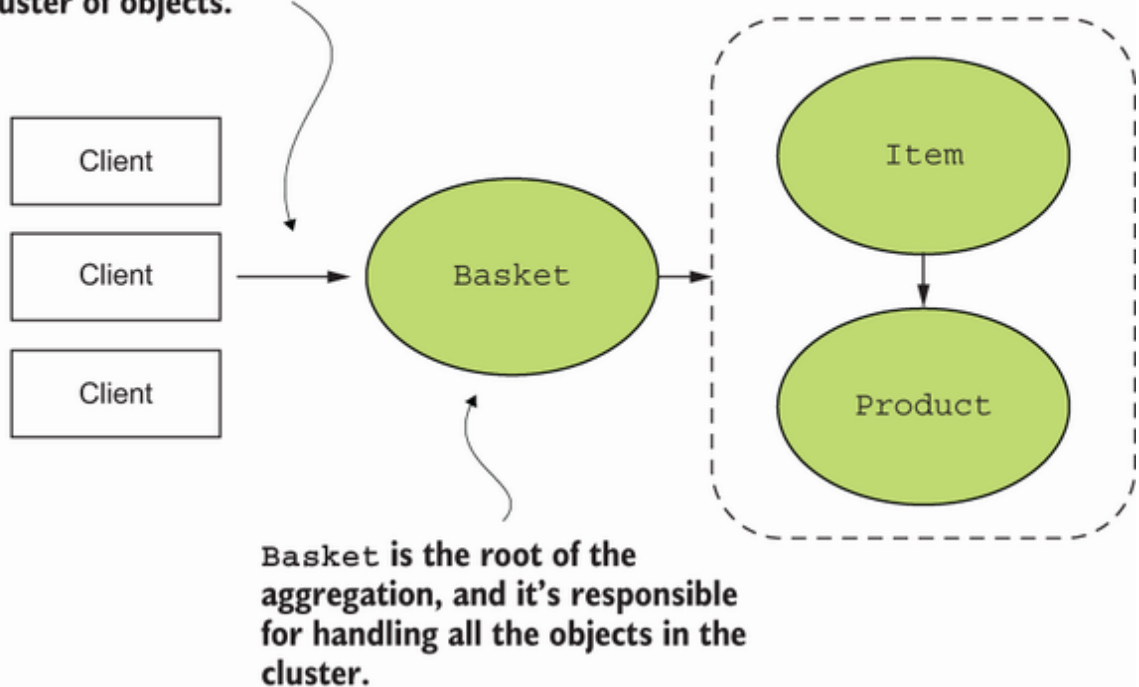 uster of objects.
Client
Client
Client
Basket
Item
Product
Basket is the root of the
aggregation, and it’s responsible
for handling all the objects in the
cluster.